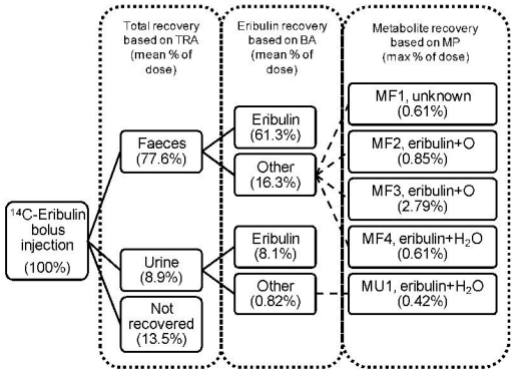 Total recovery
based on TRA
(mean % of
dose)
Eribulin recovery
based on BA
(mean % of
dose)
Metabolite recovery
based on MP
(max % of dose)
14C-Eribulin
bolus
injection
(100%)
Faeces
(77.6%)
Urine
(8.9%)
Not
recovered
(13.5%)
Eribulin
(61.3%)
Other
(16.3%)
Eribulin
(8.1%)
Other
(0.82%)
MF1, unknown
(0.61%)
MF2, eribulin+O
(0.85%)
MF3, eribulin+O
(2.79%)
MF4, eribulin+H₂O
(0.61%)
MU1, eribulin+H₂O
(0.42%)